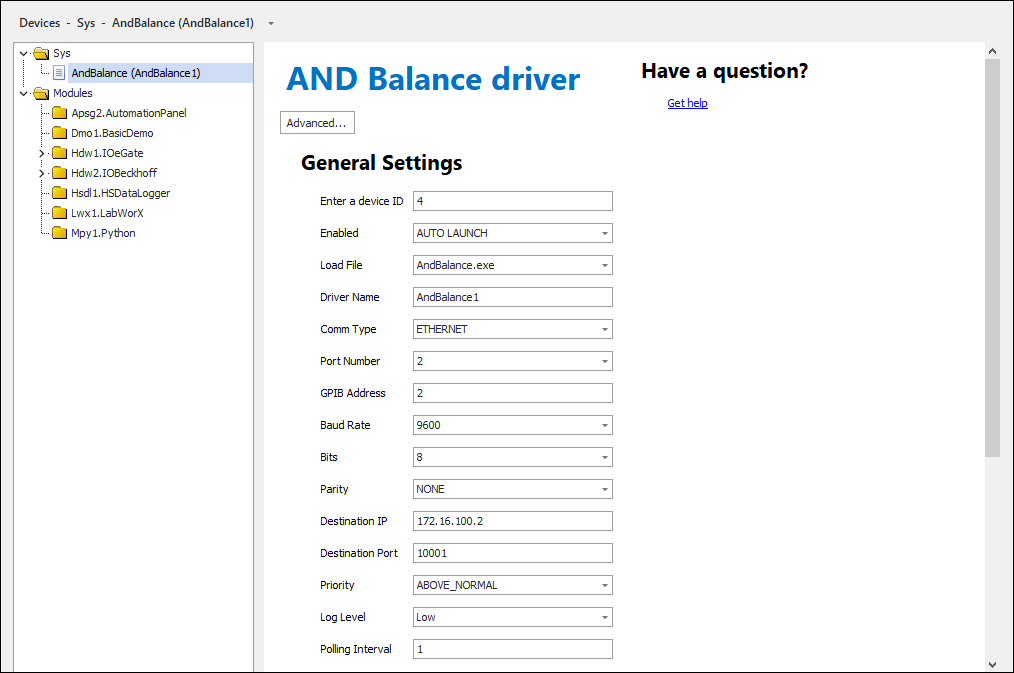 Devices - Sys - AndBalance (AndBalance1)
Sys
AndBalance (AndBalance1)
Modules
Apsg2.AutomationPanel
Dmo1.BasicDemo
Hdw1.IOeGate
Hdw2.IOBeckhoff
Hsdl1.HSDataLogger
Lwx1.LabWorX
Mpy1.Python
AND Balance driver
Have a question?
Get help
Advanced...
General Settings
Enter a device ID 4
Enabled AUTO LAUNCH
Load File AndBalance.exe
Driver Name AndBalance1
Comm Type ETHERNET
Port Number 2
GPIB Address 2
Baud Rate 9600
Bits 8
Parity NONE
Destination IP 172.16.100.2
Destination Port 10001
Priority ABOVE_NORMAL
Log Level Low
Polling Interval 1